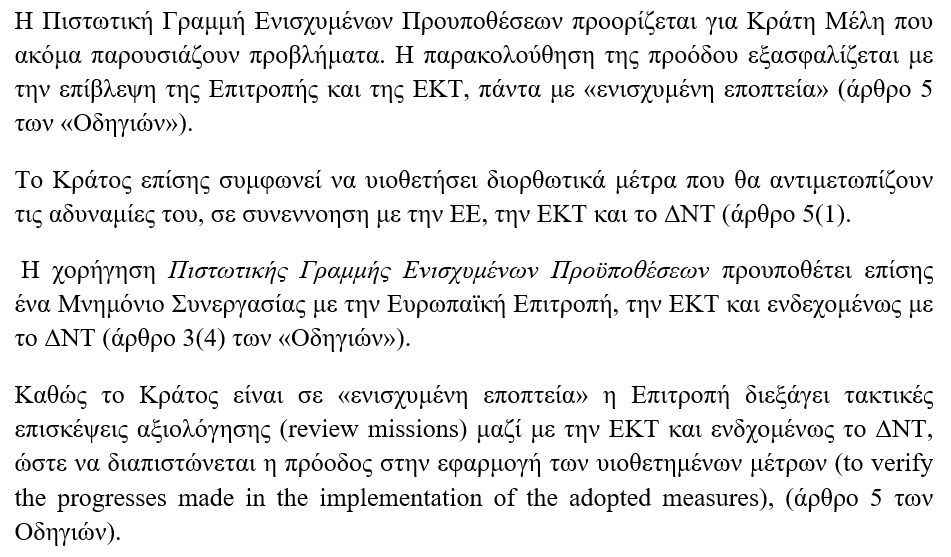 Η Πιστωτική Γραμμή Ενισχυμένων Προυποθέσεων προορίζεται για Κράτη Μέλη που
ακόμα παρουσιάζουν προβλήματα. Η παρακολούθηση της προόδου εξασφαλίζεται με
την επίβλεψη της Επιτροπής και της ΕΚΤ, πάντα με «ενισχυμένη εποπτεία» (άρθρο 5
των «Οδηγιών»).
Το Κράτος επίσης συμφωνεί να υιοθετήσει διορθωτικά μέτρα που θα αντιμετωπίζουν
τις αδυναμίες του, σε συνεννοηση με την ΕΕ, την ΕΚΤ και το ΔΝΤ (άρθρο 5(1).
Η χορήγηση Πιστωτικής Γραμμής Ενισχυμένων Προϋποθέσεων προυποθέτει επίσης
ένα Μνημόνιο Συνεργασίας με την Ευρωπαϊκή Επιτροπή, την ΕΚΤ και ενδεχομένως με
το ΔΝΤ (άρθρο 3(4) των «Οδηγιών»).
Καθώς το Κράτος είναι σε «ενισχυμένη εποπτεία» η Επιτροπή διεξάγει τακτικές
επισκέψεις αξιολόγησης (review missions) μαζί με την ΕΚΤ και ενδχομένως το ΔΝΤ,
ώστε να διαπιστώνεται η πρόοδος στην εφαρμογή των υιοθετημένων μέτρων (to verify
the progresses made in the implementation of the adopted measures), (άρθρο 5 των
Οδηγιών).